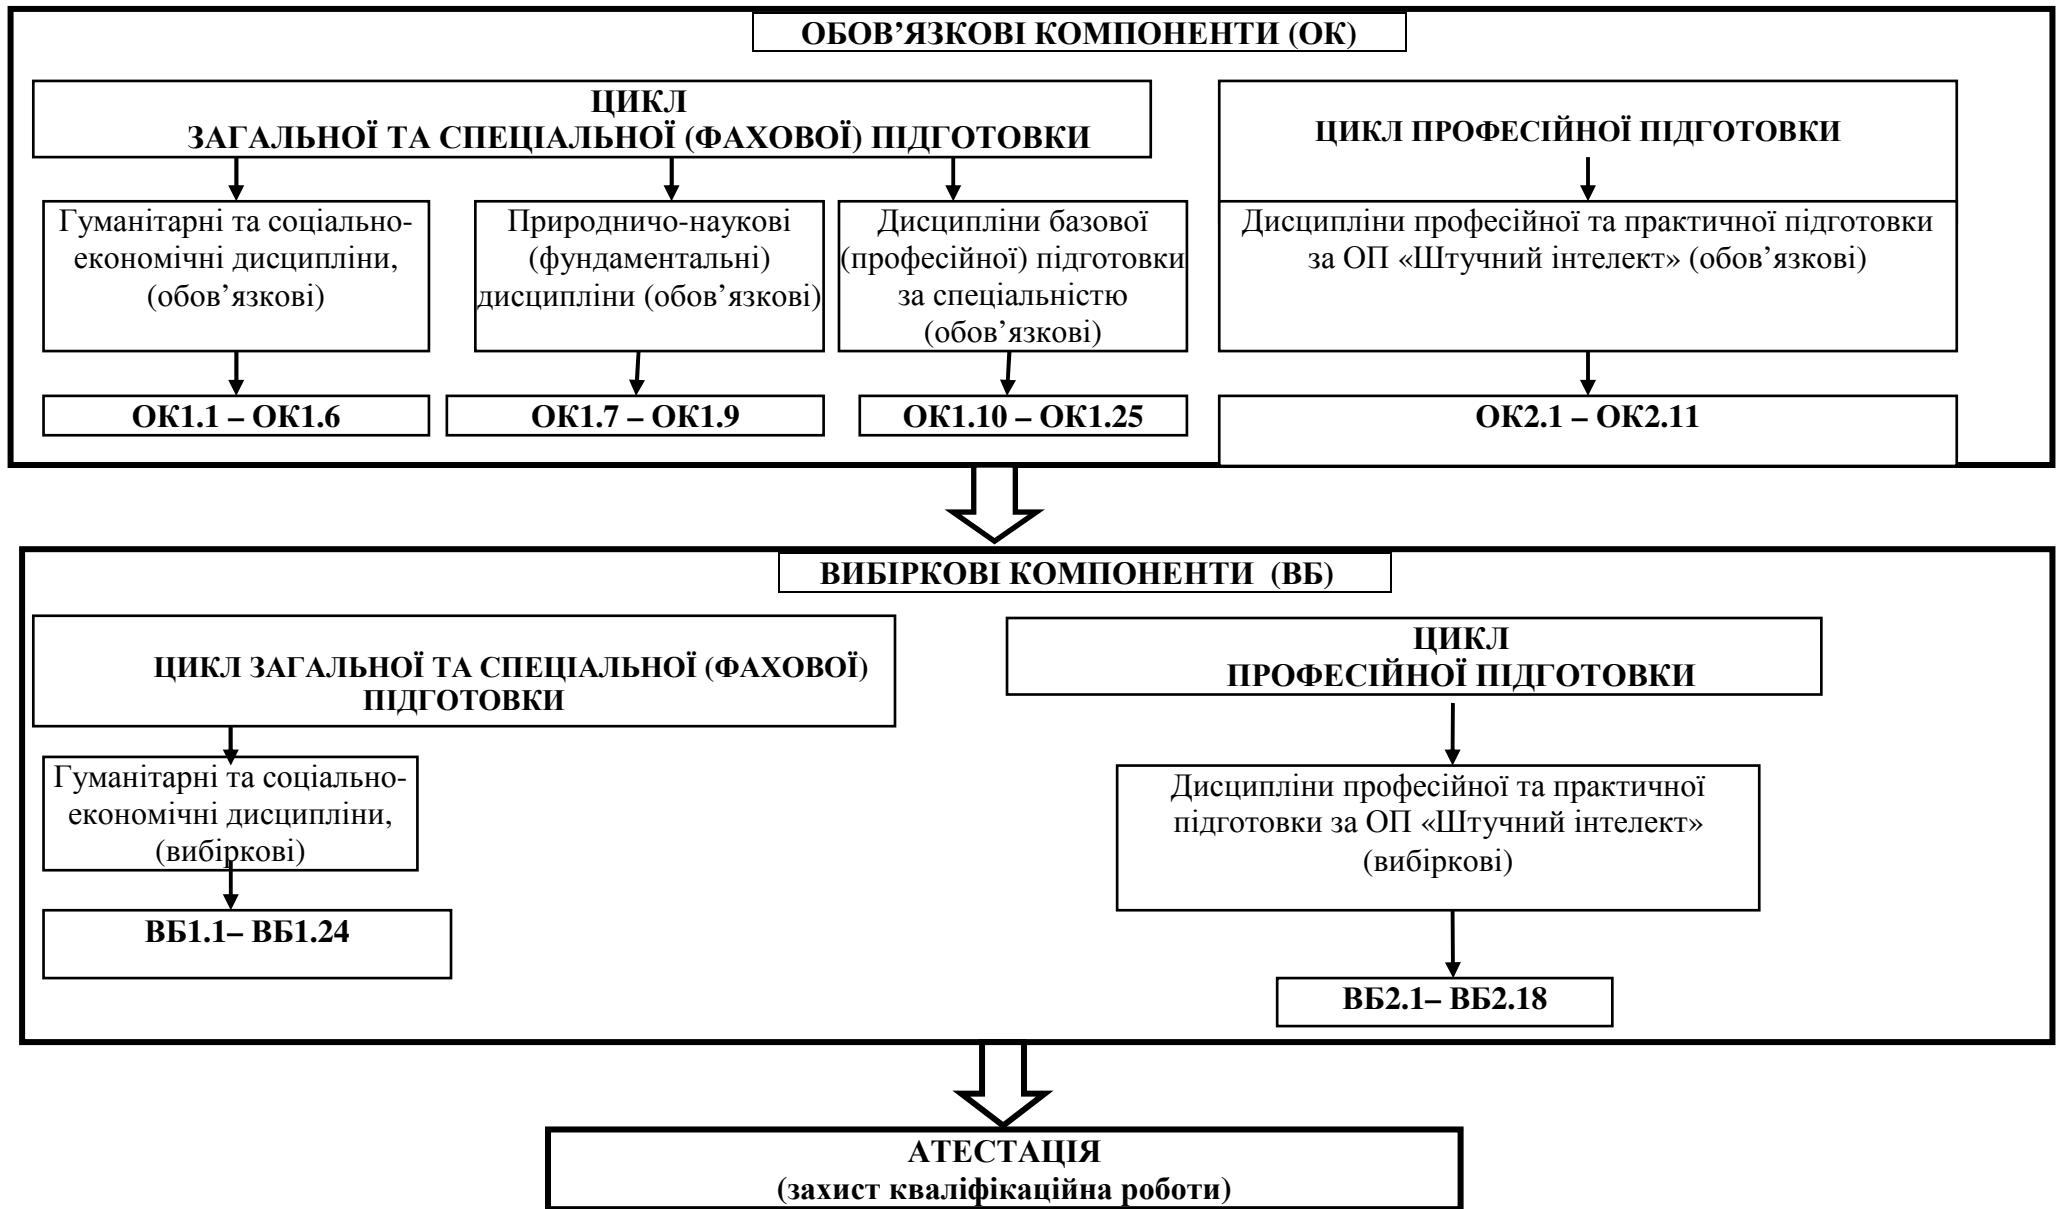 ОБОВ’ЯЗКОВІ КОМПОНЕНТИ (ОК)
ЦИКЛ
ЗАГАЛЬНОЇ ТА СПЕЦІАЛЬНОЇ (ФАХОВОЇ) ПІДГОТОВКИ
ЦИКЛ ПРОФЕСІЙНОЇ ПІДГОТОВКИ
Гуманітарні та соціально-
економічні дисципліни,
(обов’язкові)
Природничо-наукові
(фундаментальні)
дисципліни (обов’язкові)
Дисципліни базової
(професійної) підготовки
за спеціальністю
(обов’язкові)
Дисципліни професійної та практичної підготовки
за ОП «Штучний інтелект» (обов’язкові)
ОК1.1 – ОК1.6
ОК1.7 – ОК1.9
ОК1.10 – ОК1.25
ОК2.1 – ОК2.11
ВИБІРКОВІ КОМПОНЕНТИ (ВБ)
ЦИКЛ ЗАГАЛЬНОЇ ТА СПЕЦІАЛЬНОЇ (ФАХОВОЇ)
ПІДГОТОВКИ
ЦИКЛ
ПРОФЕСІЙНОЇ ПІДГОТОВКИ
Гуманітарні та соціально-
економічні дисципліни,
(вибіркові)
Дисципліни професійної та практичної
підготовки за ОП «Штучний інтелект»
(вибіркові)
ВБ1.1– ВБ1.24
ВБ2.1– ВБ2.18
АТЕСТАЦІЯ
(захист кваліфікаційна роботи)